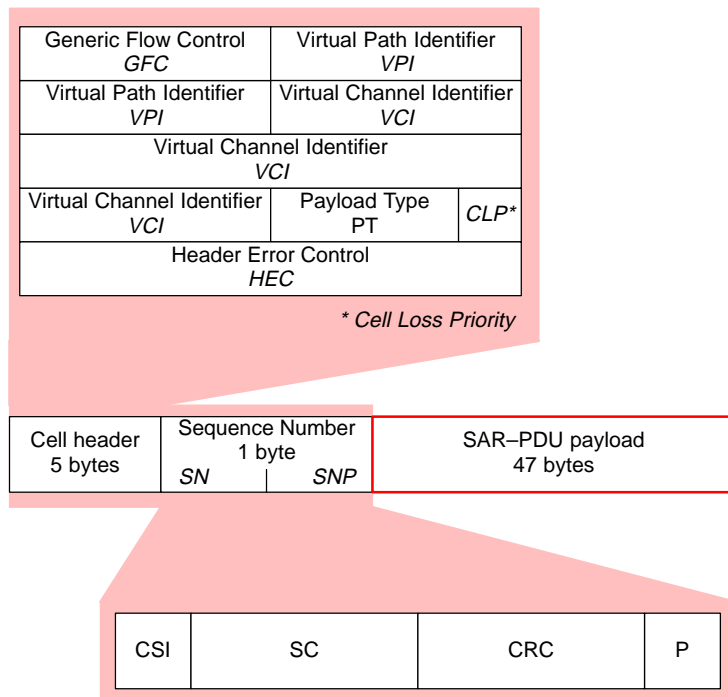 Generic Flow Control
GFC
Virtual Path Identifier
VPI
Virtual Path Identifier
VPI
Virtual Channel Identifier
VCI
Virtual Channel Identifier
VCI
Virtual Channel Identifier
VCI
Payload Type
PT
CLP*
Header Error Control
HEC
* Cell Loss Priority
Cell header
5 bytes
Sequence Number
1 byte
SN
SNP
SAR–PDU payload
47 bytes
CSI
SC
CRC
P